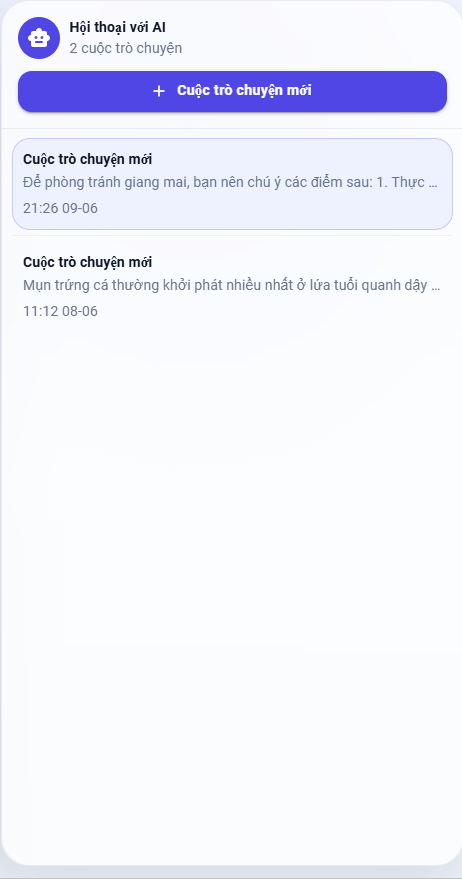 Hội thoại với AI
2 cuộc trò chuyện
+ Cuộc trò chuyện mới
Cuộc trò chuyện mới
Để phòng tránh giang mai, bạn nên chú ý các điểm sau: 1. Thực ...
21:26 09-06
Cuộc trò chuyện mới
Mụn trứng cá thường khởi phát nhiều nhất ở lứa tuổi quanh dậy ...
11:12 08-06